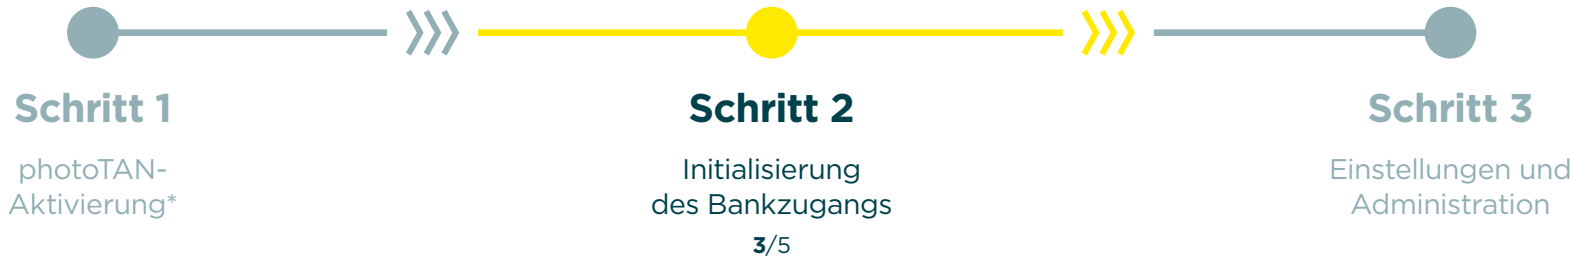 Schritt 1
photoTAN-
Aktivierung*
Schritt 2
Initialisierung
des Bankzugangs
3/5
Schritt 3
Einstellungen und
Administration